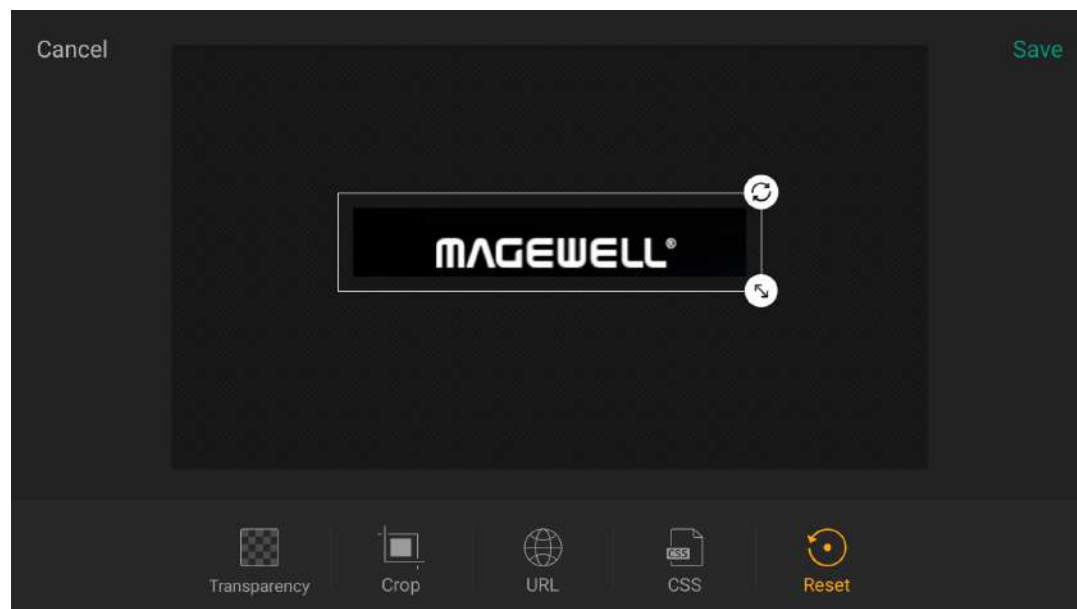 Cancel
Save
MAGEWELL®
Transparency
Crop
URL
CSS
CSS
Reset